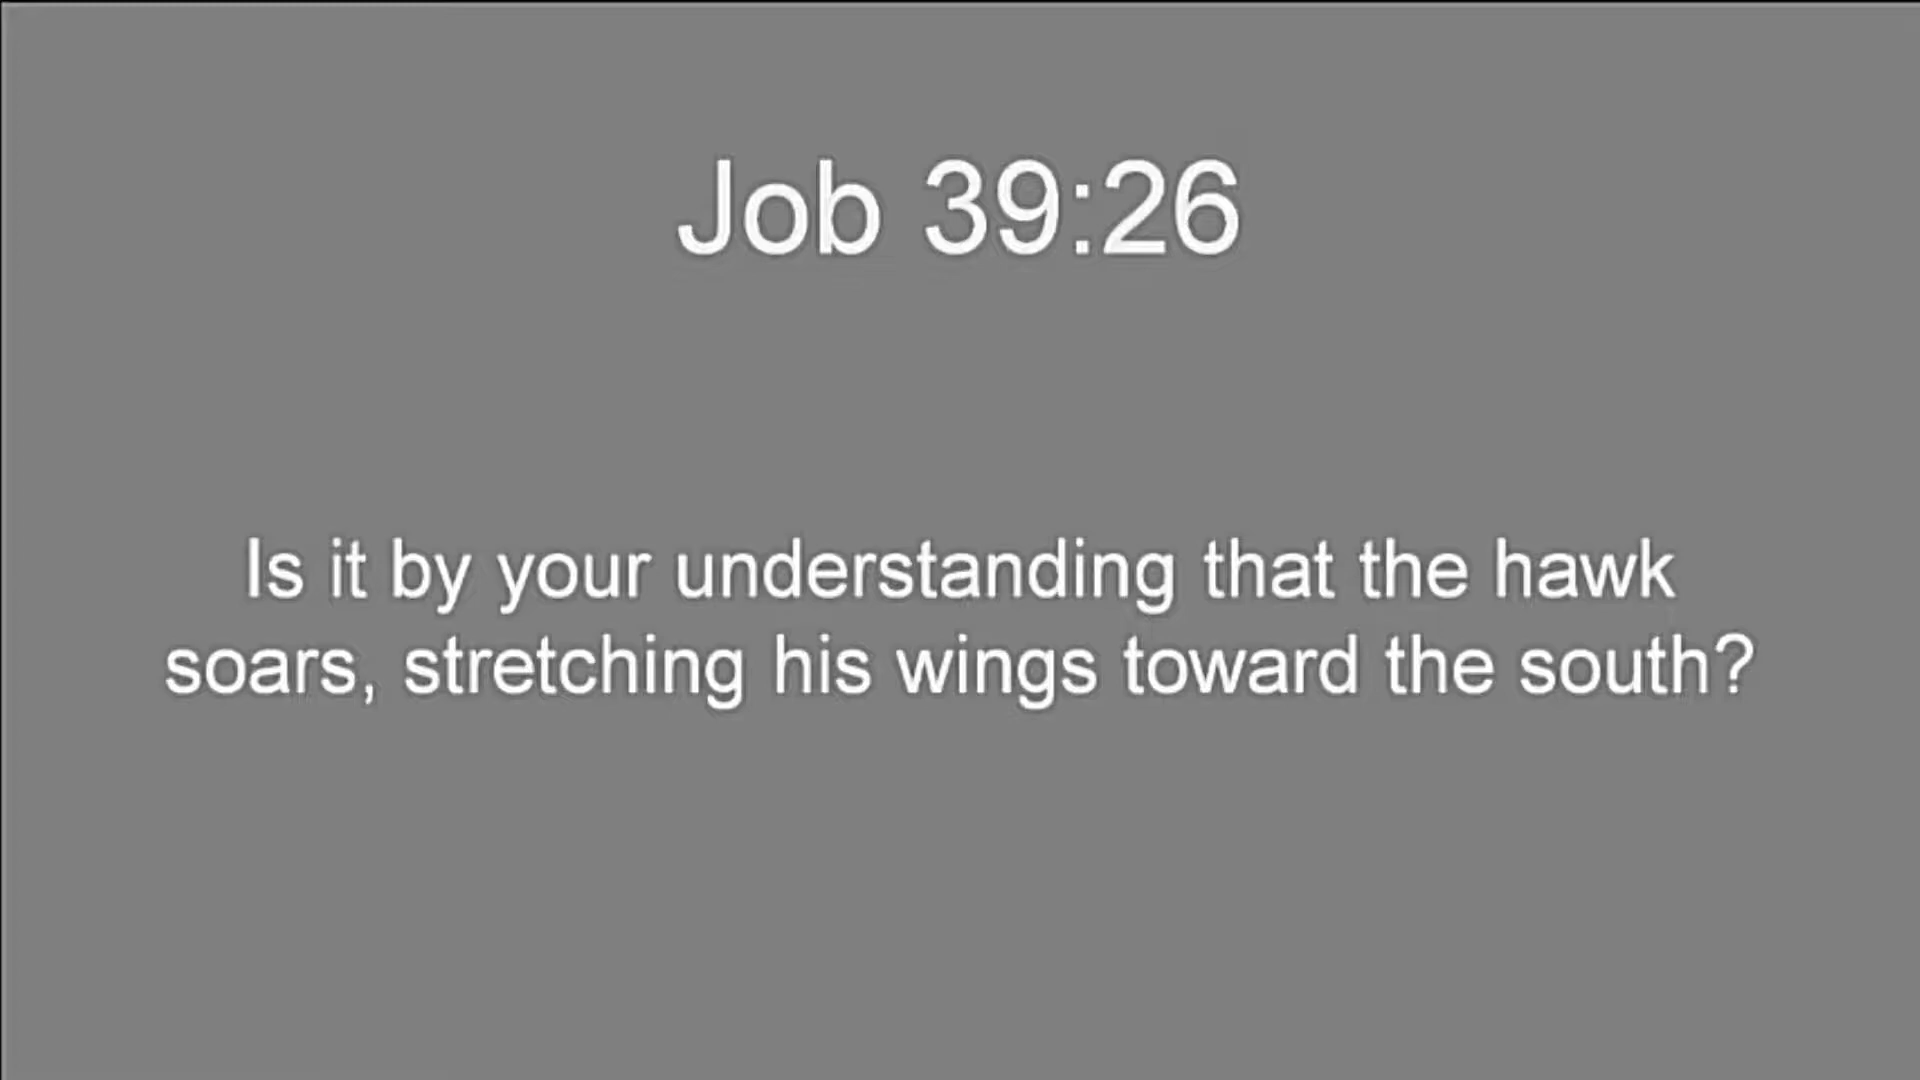 Job 39:26
Is it by your understanding that the hawk
soars, stretching his wings toward the south?